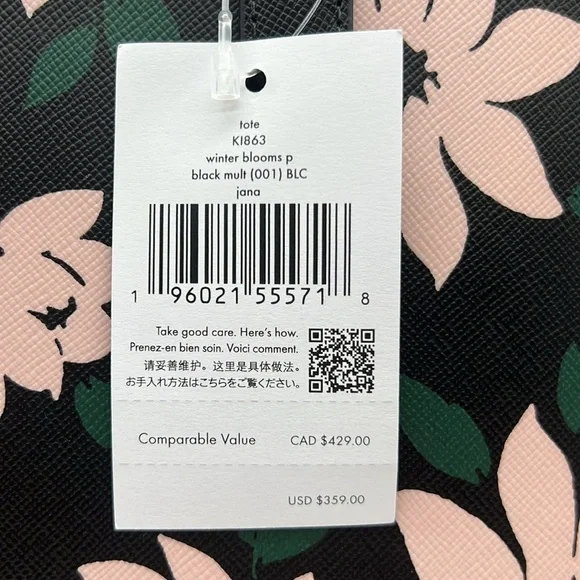 tote
K1863
winter blooms p
black mult (001) BLC
jana
1 96021 55571 8
Take good care. Here's how.
Prenez-en bien soin. Voici comment.
请妥善维护。这里是具体做法。
お手入れ方法はこちらをご覧ください。
Comparable Value CAD $429.00
USD $359.00